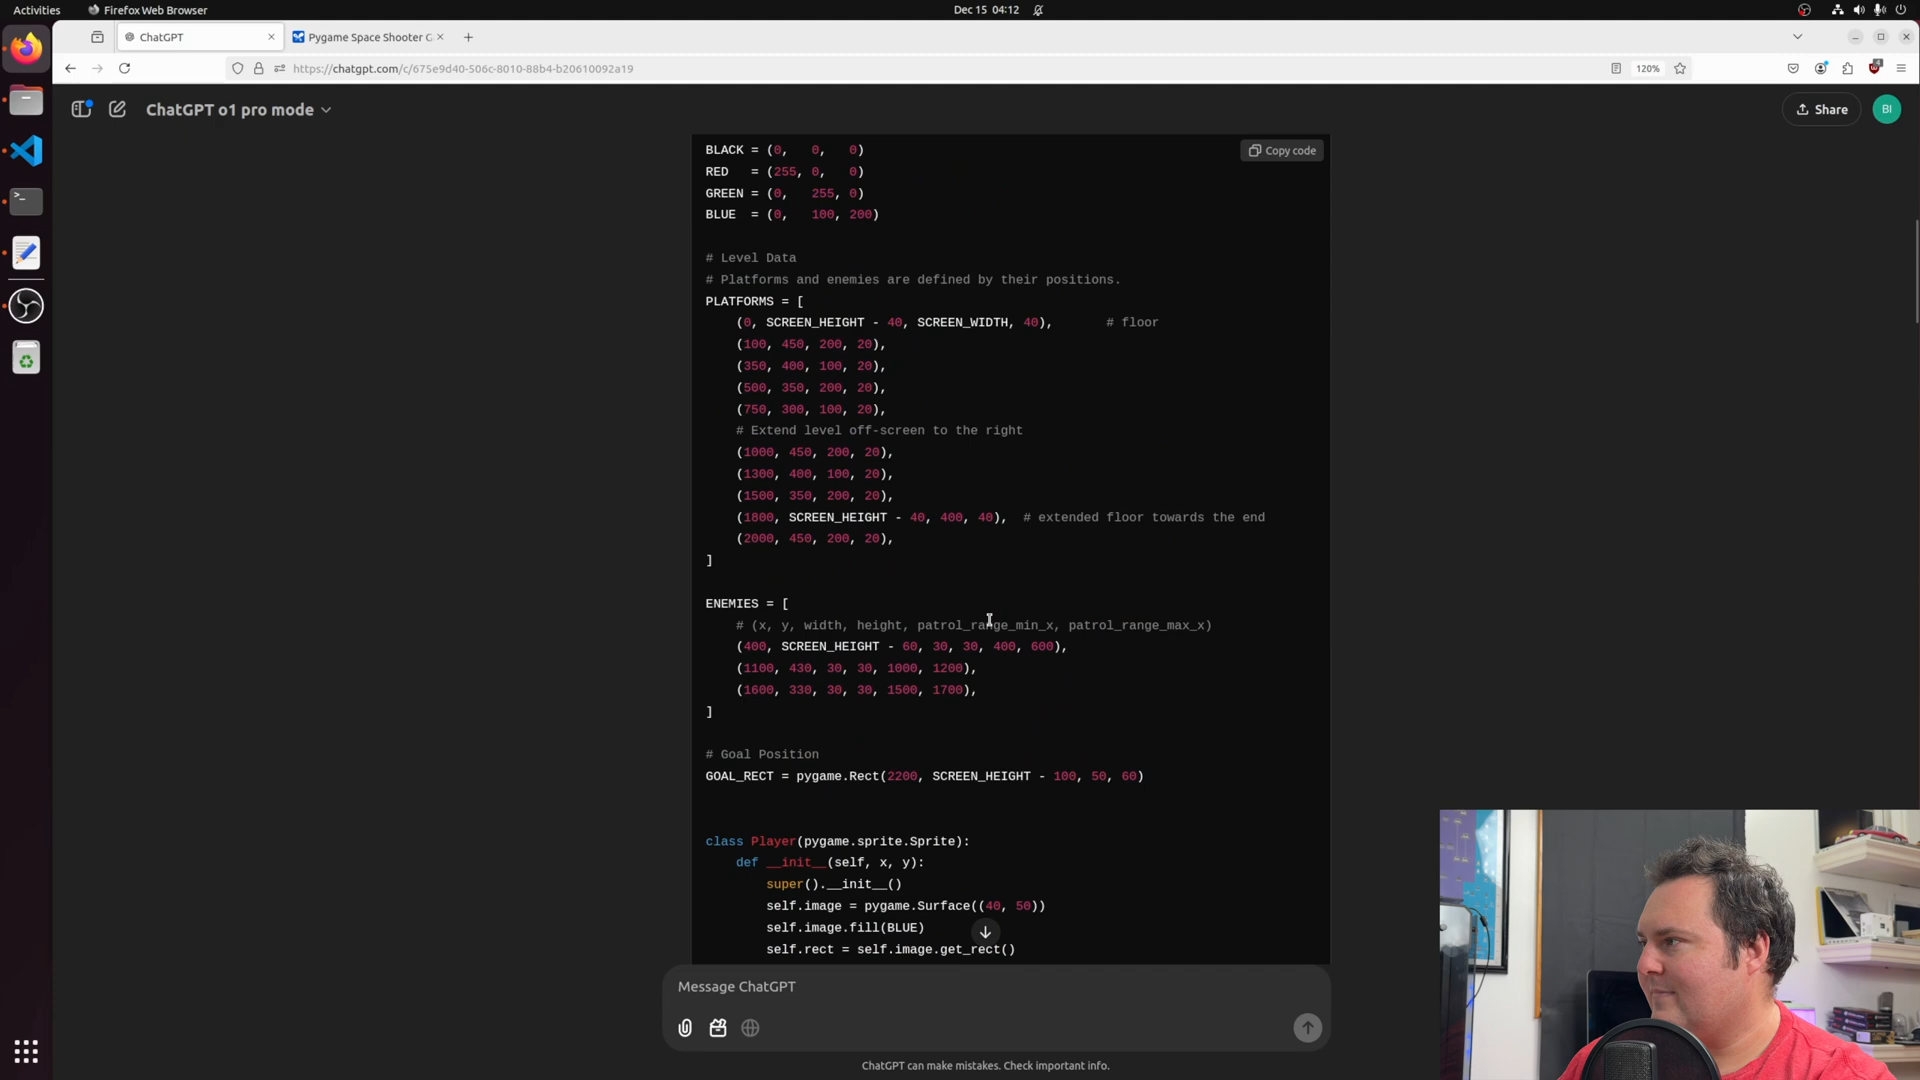 Activities
Firefox Web Browser
Dec 15 04:12
ChatGPT
Pygame Space Shooter G
https://chatgpt.com/c/675e9d40-506c-8010-88b4-b20610092a19
120%
4
ChatGPT o1 pro mode
Share
BI
Copy code
BLACK = (0,   0,   0)
RED   = (255, 0,   0)
GREEN = (0,   255, 0)
BLUE  = (0,   100, 200)
# Level Data
# Platforms and enemies are defined by their positions.
PLATFORMS = [
    (0, SCREEN_HEIGHT - 40, SCREEN_WIDTH, 40),       # floor
    (100, 450, 200, 20),
    (350, 400, 100, 20),
    (500, 350, 200, 20),
    (750, 300, 100, 20),
    # Extend level off-screen to the right
    (1000, 450, 200, 20),
    (1300, 400, 100, 20),
    (1500, 350, 200, 20),
    (1800, SCREEN_HEIGHT - 40, 400, 40),  # extended floor towards the end
    (2000, 450, 200, 20),
]
ENEMIES = [
    # (x, y, width, height, patrol_range_min_x, patrol_range_max_x)
    (400, SCREEN_HEIGHT - 60, 30, 30, 400, 600),
    (1100, 430, 30, 30, 1000, 1200),
    (1600, 330, 30, 30, 1500, 1700),
]
# Goal Position
GOAL_RECT = pygame.Rect(2200, SCREEN_HEIGHT - 100, 50, 60)
class Player(pygame.sprite.Sprite):
    def __init__(self, x, y):
        super().__init__()
        self.image = pygame.Surface((40, 50))
        self.image.fill(BLUE)
        self.rect = self.image.get_rect()
Message ChatGPT
ChatGPT can make mistakes. Check important info.